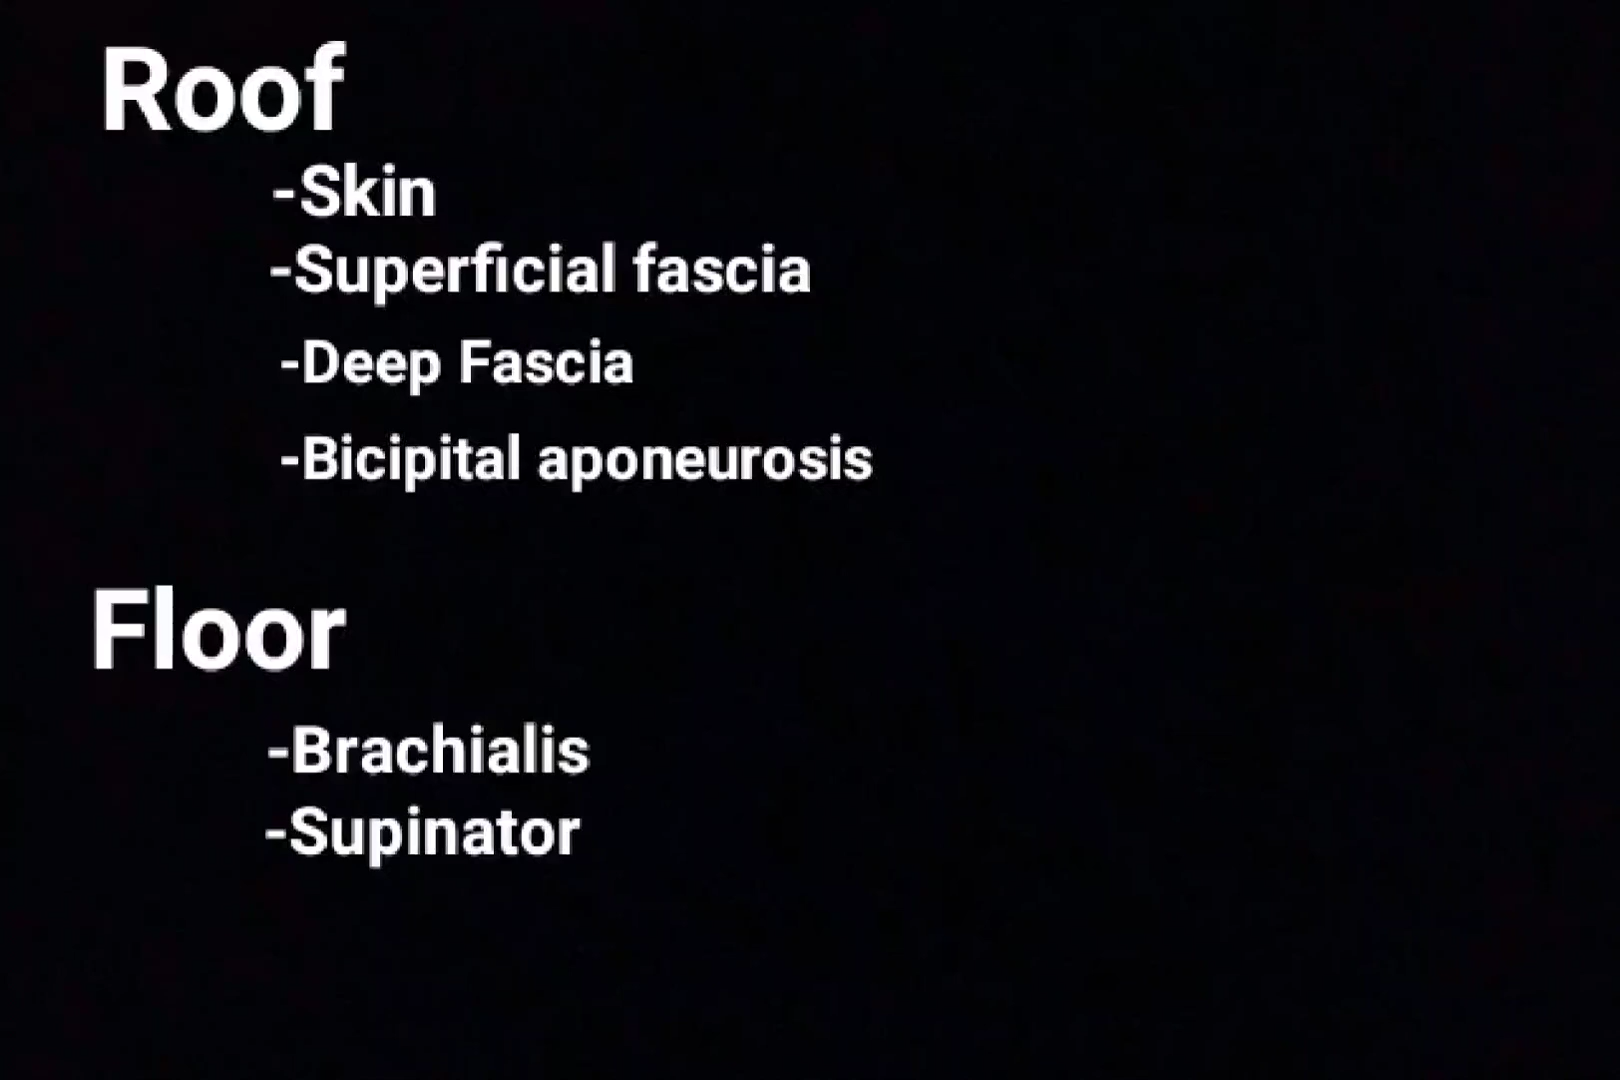 Roof
-Skin
-Superficial fascia
-Deep Fascia
-Bicipital aponeurosis
Floor
-Brachialis
-Supinator